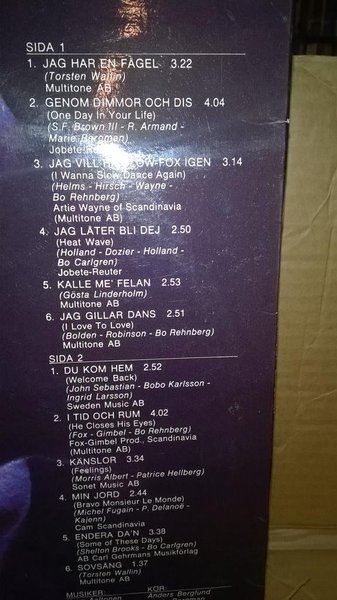 SIDA 1
1. JAG HAR EN FÅGEL 3.22
(Torsten Wallin)
Multitone AB
2. GENOM DIMMOR OCH DIS 4.04
(One Day In Your Life)
(S.F. Brown III - R. Armand -
Marie Bergman)
Jobete-Reuter
3. JAG VILL HA SLOW-FOX IGEN 3.14
(I Wanna Slow Dance Again)
(Helms - Hirsch - Wayne -
Bo Rehnberg)
Artie Wayne of Scandinavia
(Multitone AB)
4. JAG LÅTER BLI DEJ 2.50
(Heat Wave)
(Holland - Dozier - Holland -
Bo Carlgren)
Jobete-Reuter
5. KALLE ME' FELAN 2.53
(Gösta Linderholm)
Multitone AB
6. JAG GILLAR DANS 2.51
(I Love To Love)
(Bolden - Robinson - Bo Rehnberg)
Multitone AB
SIDA 2
1. DU KOM HEM 2.52
(Welcome Back)
(John Sebastian - Bobo Karlsson -
Ingrid Larsson)
Sweden Music AB
2. I TID OCH RUM 4.02
(He Closes His Eyes)
(Fox - Gimbel - Bo Rehnberg)
Fox-Gimbel Prod., Scandinavia
(Multitone AB)
3. KÄNSLOR 3.34
(Feelings)
(Morris Albert - Patrice Hellberg)
Sonet Music AB
4. MIN JORD 2.44
(Bravo Monsieur Le Monde)
(Michel Fugain - P. Delanoë -
Kajenn)
Cam Scandinavia
5. ENDERA DA'N 3.38
(Some of These Days)
(Shelton Brooks - Bo Carlgren)
AB Carl Gehrmans Musikförlag
6. SOVSÅNG 1.37
(Torsten Wallin)
Multitone AB
MUSIKER: KÖR:
Anders Berglund